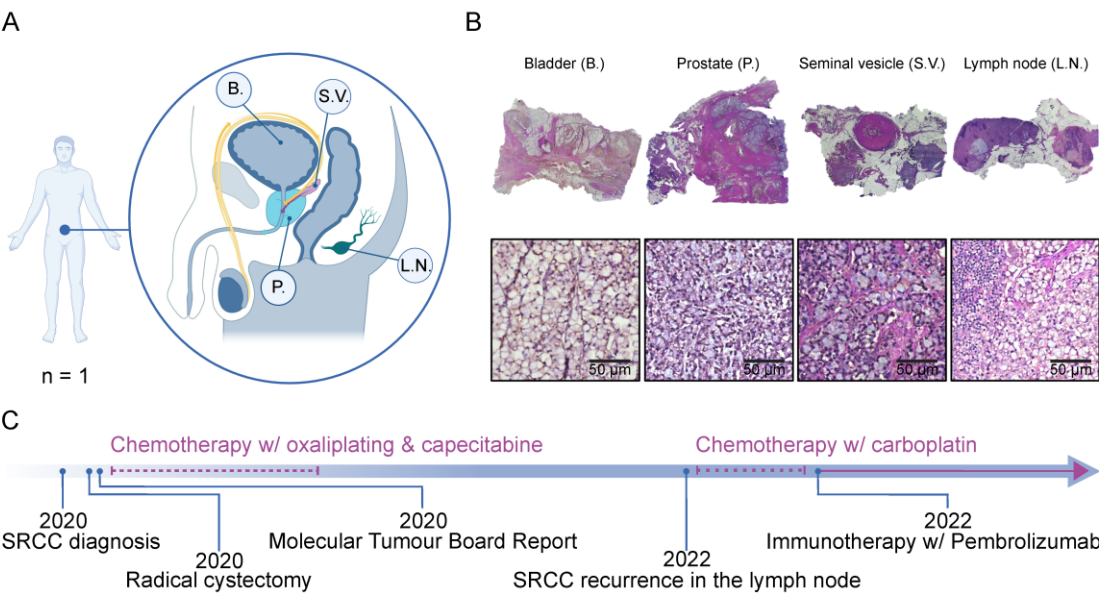 A
B.
S.V.
P.
L.N.
n = 1
B
Bladder (B.)
Prostate (P.)
Seminal vesicle (S.V.)
Lymph node (L.N.)
50 µm
50 µm
50 µm
50 µm
C
Chemotherapy w/ oxaliplating & capecitabine
Chemotherapy w/ carboplatin
2020
SRCC diagnosis
2020
Radical cystectomy
2020
Molecular Tumour Board Report
2022
SRCC recurrence in the lymph node
2022
Immunotherapy w/ Pembrolizumab